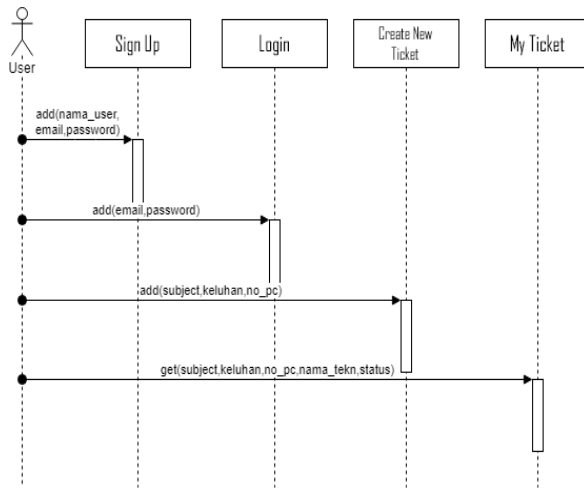 Sign Up
Login
Create New
Ticket
My Ticket
User
add(nama_user,
email,password)
add(email,password)
add(subject,keluhan,no_pc)
get(subject,keluhan,no_pc,nama_tekn,status)